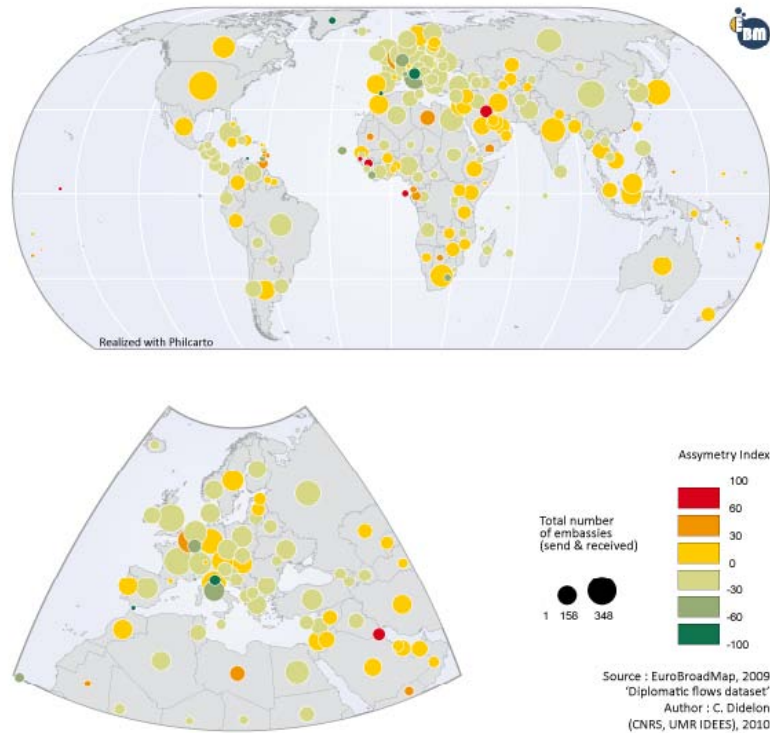 EBM
Realized with Philcarto
Assymetry Index
100
60
30
0
-30
-60
-100
Total number
of embassies
(send & received)
1 158 348
Source : EuroBroadMap, 2009
'Diplomatic flows dataset'
Author : C. Didelon
(CNRS, UMR IDEES), 2010